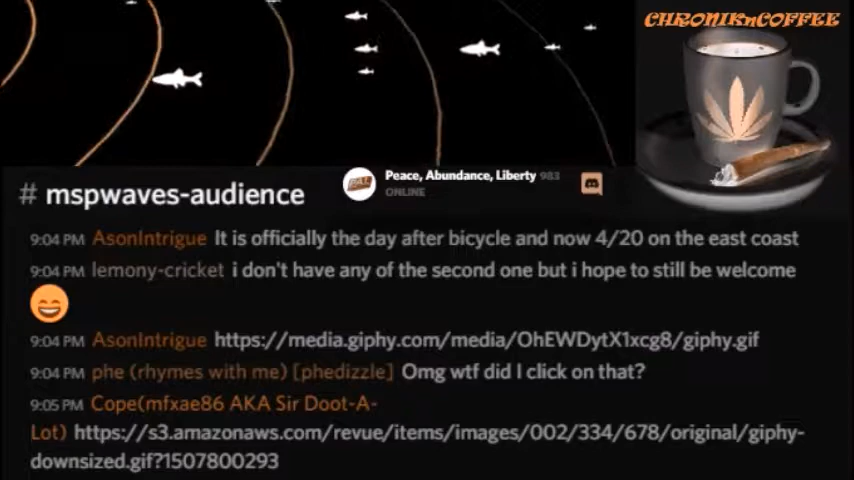 CHRONIKnCOFFEE
Peace, Abundance, Liberty 983
ONLINE
# mspwaves-audience
9:04 PM AsonIntrigue It is officially the day after bicycle and now 4/20 on the east coast
9:04 PM lemony-cricket i don't have any of the second one but i hope to still be welcome
9:04 PM AsonIntrigue https://media.giphy.com/media/OhEWDytX1xcg8/giphy.gif
9:04 PM phe (rhymes with me) [phedizzle] Omg wtf did I click on that?
9:05 PM Cope(mfxae86 AKA Sir Doot-A-
Lot) https://s3.amazonaws.com/revue/items/images/002/334/678/original/giphy-
downsized.gif?1507800293